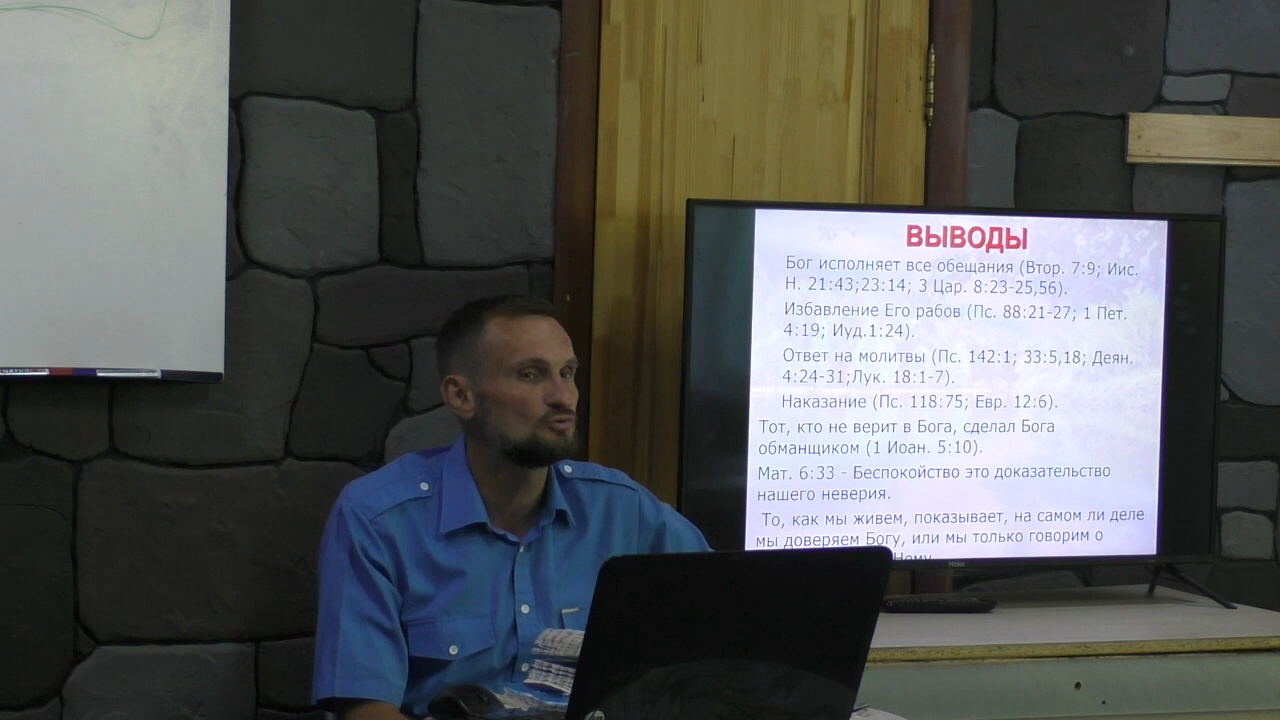 ВЫВОДЫ
Бог исполняет все обещания (Втор. 7:9; Иис.
Н. 21:43;23:14; 3 Цар. 8:23-25,56).
Избавление Его рабов (Пс. 88:21-27; 1 Пет.
4:19; Иуд.1:24).
Ответ на молитвы (Пс. 142:1; 33:5,18; Деян.
4:24-31;Лук. 18:1-7).
Наказание (Пс. 118:75; Евр. 12:6).
Тот, кто не верит в Бога, сделал Бога
обманщиком (1 Иоан. 5:10).
Мат. 6:33 - Беспокойство это доказательство
нашего неверия.
То, как мы живем, показывает, на самом ли деле
мы доверяем Богу, или мы только говорим о
Нему
Haier
hp